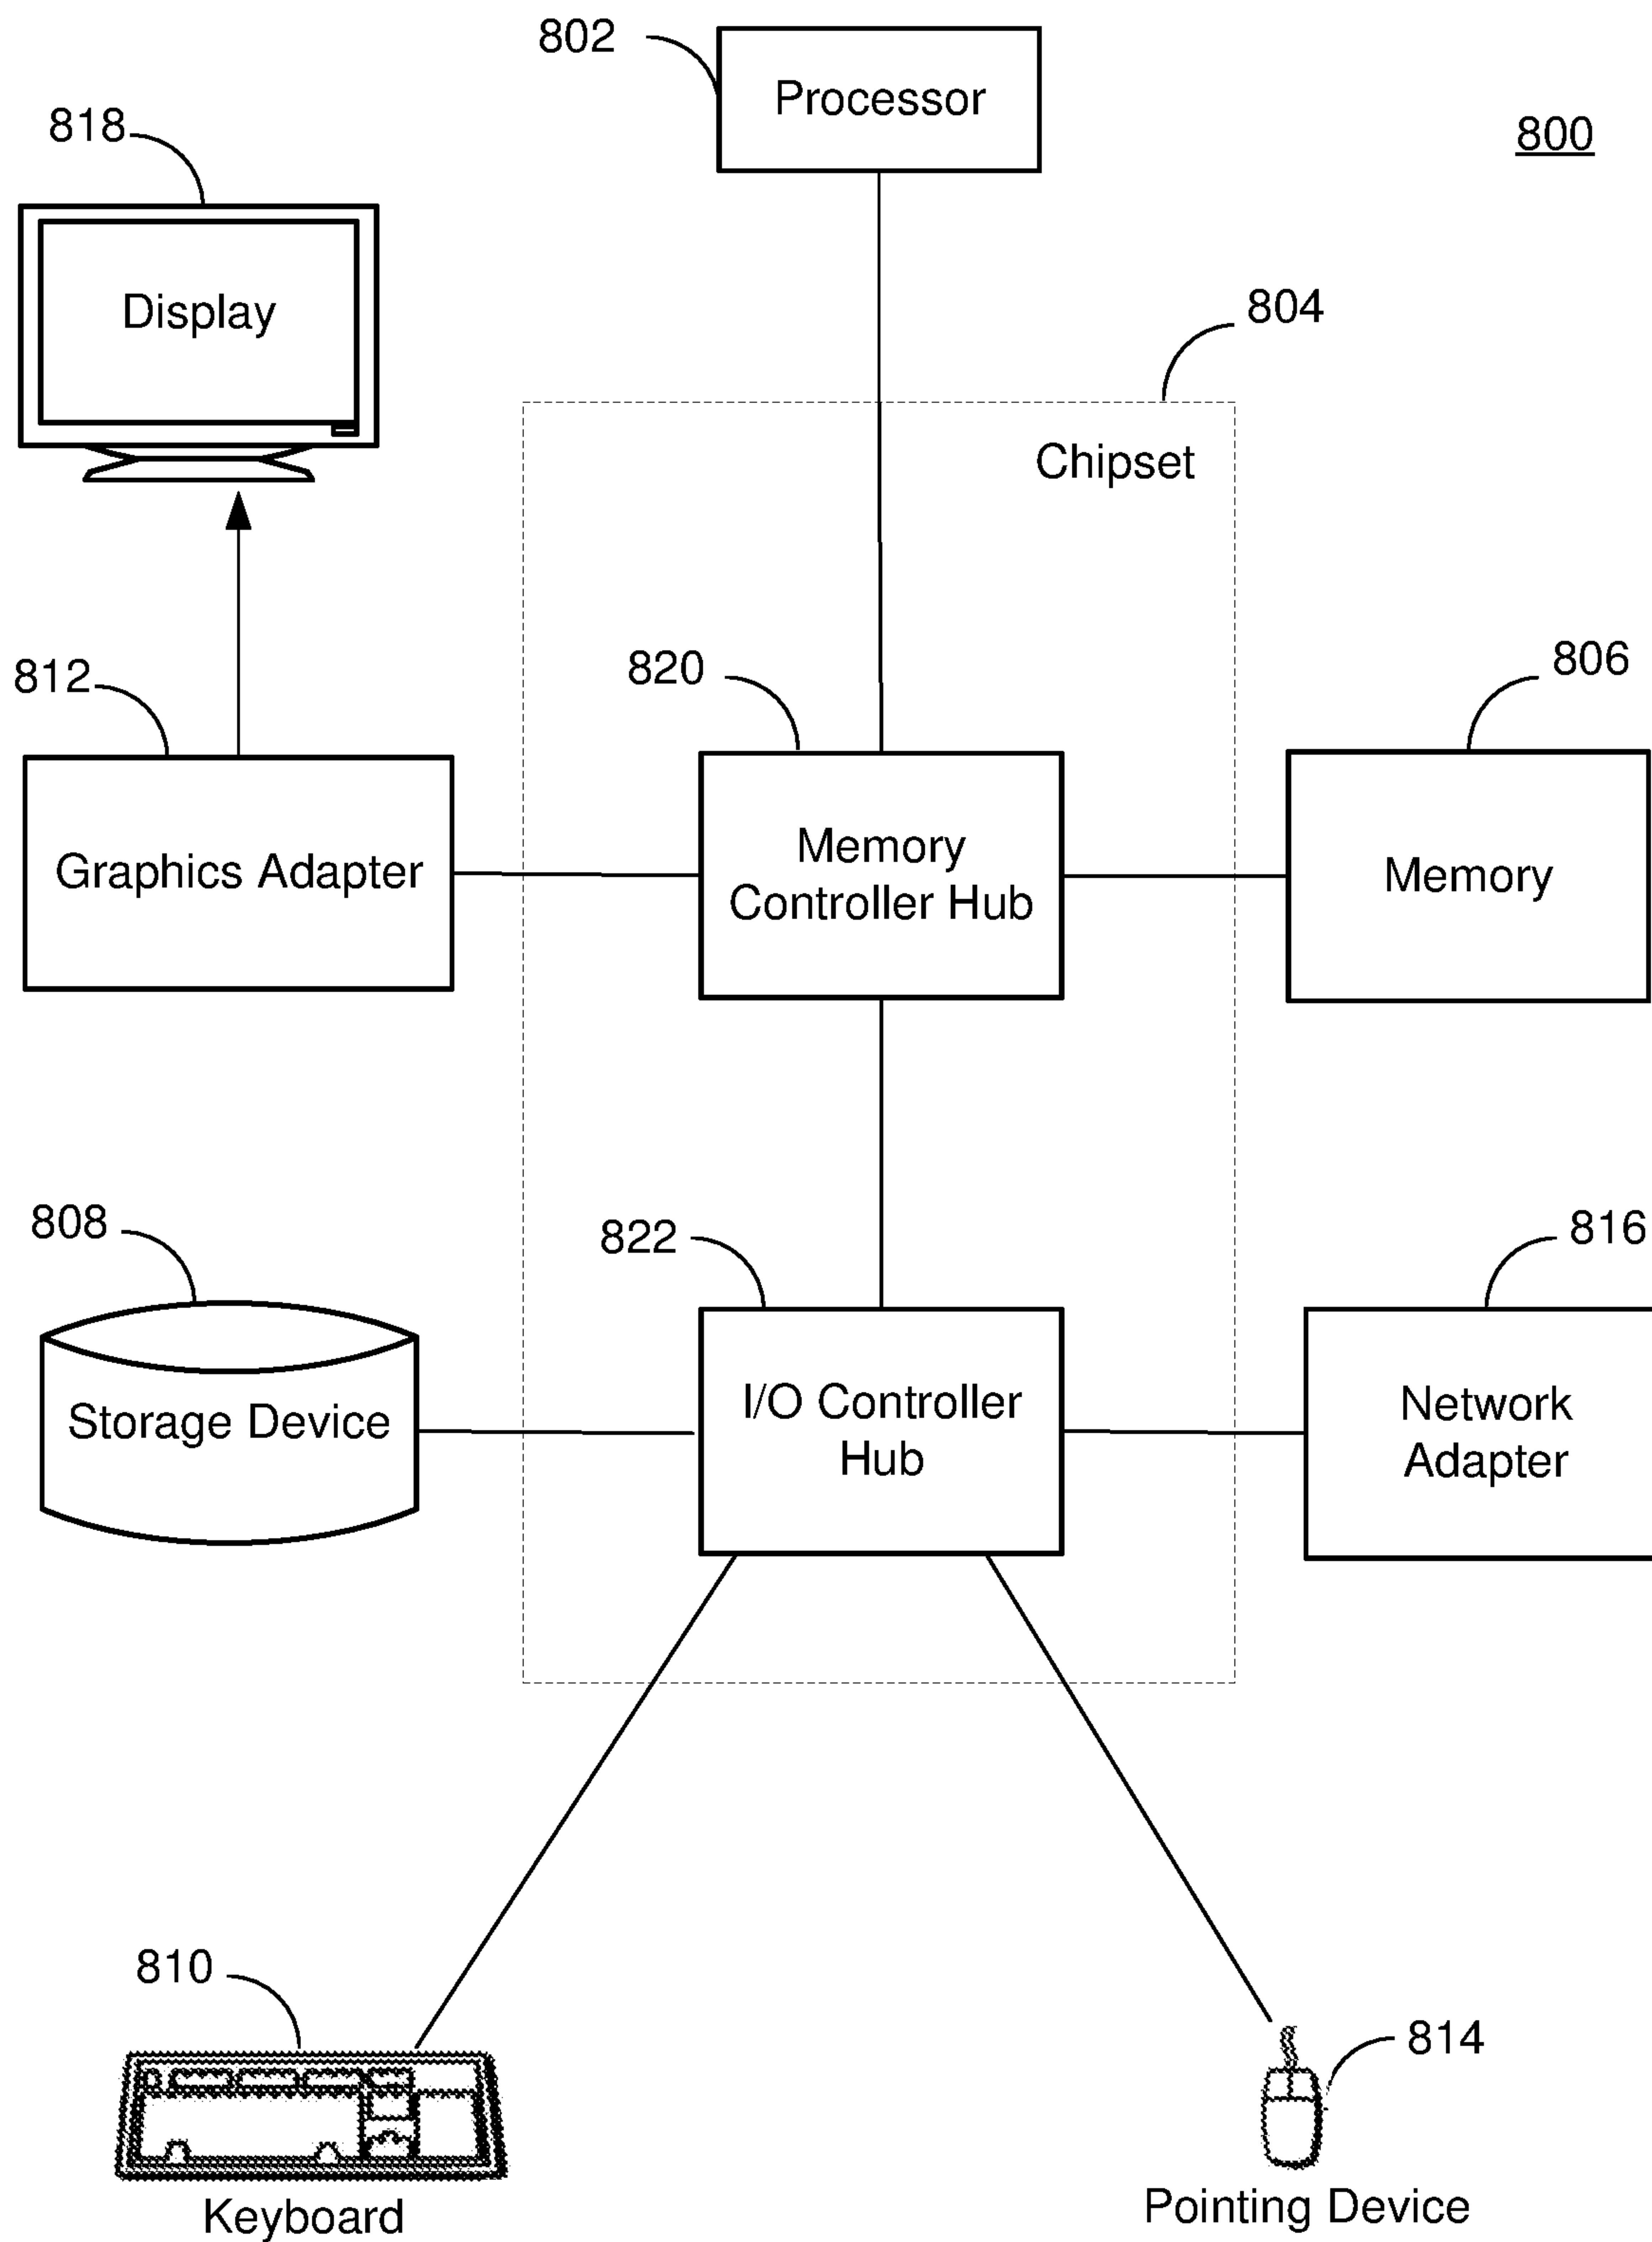 802
Processor
818
800
Display
804
Chipset
812
820
806
Graphics Adapter
Memory
Controller Hub
Memory
808
822
816
Storage Device
I/O Controller
Hub
Network
Adapter
810
814
Keyboard
Pointing Device